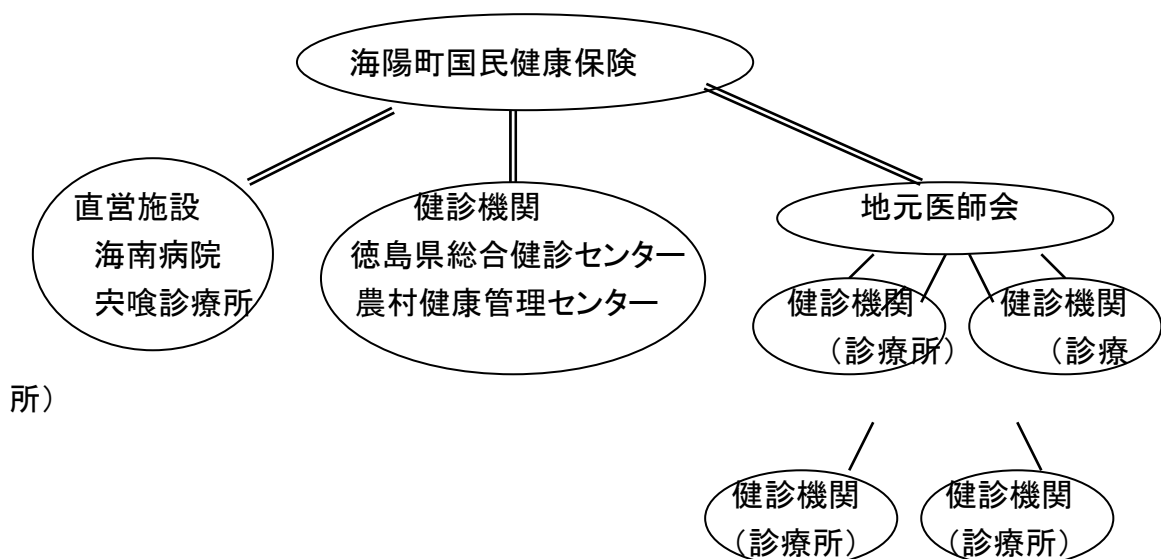 海陽町国民健康保険
直営施設
海南病院
宍喰診療所
健診機関
徳島県総合健診センター
農村健康管理センター
地元医師会
健診機関 健診機関
（診療所） （診療
所）
健診機関 健診機関
（診療所） （診療所）